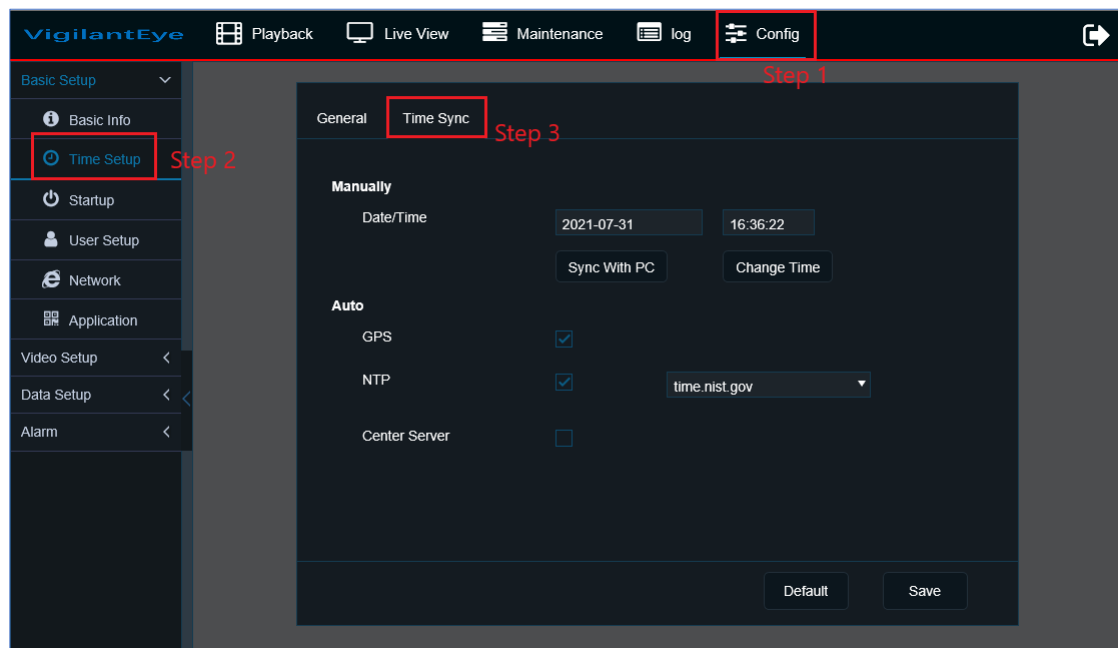 VigilantEye Playback Live View Maintenance log Config
Step 1
Basic Setup
Basic Info
Time Setup
Step 2
Startup
User Setup
Network
Application
Video Setup
Data Setup
Alarm
General Time Sync
Step 3
Manually
Date/Time 2021-07-31 16:36:22
Sync With PC Change Time
Auto
GPS
NTP time.nist.gov
Center Server
Default Save